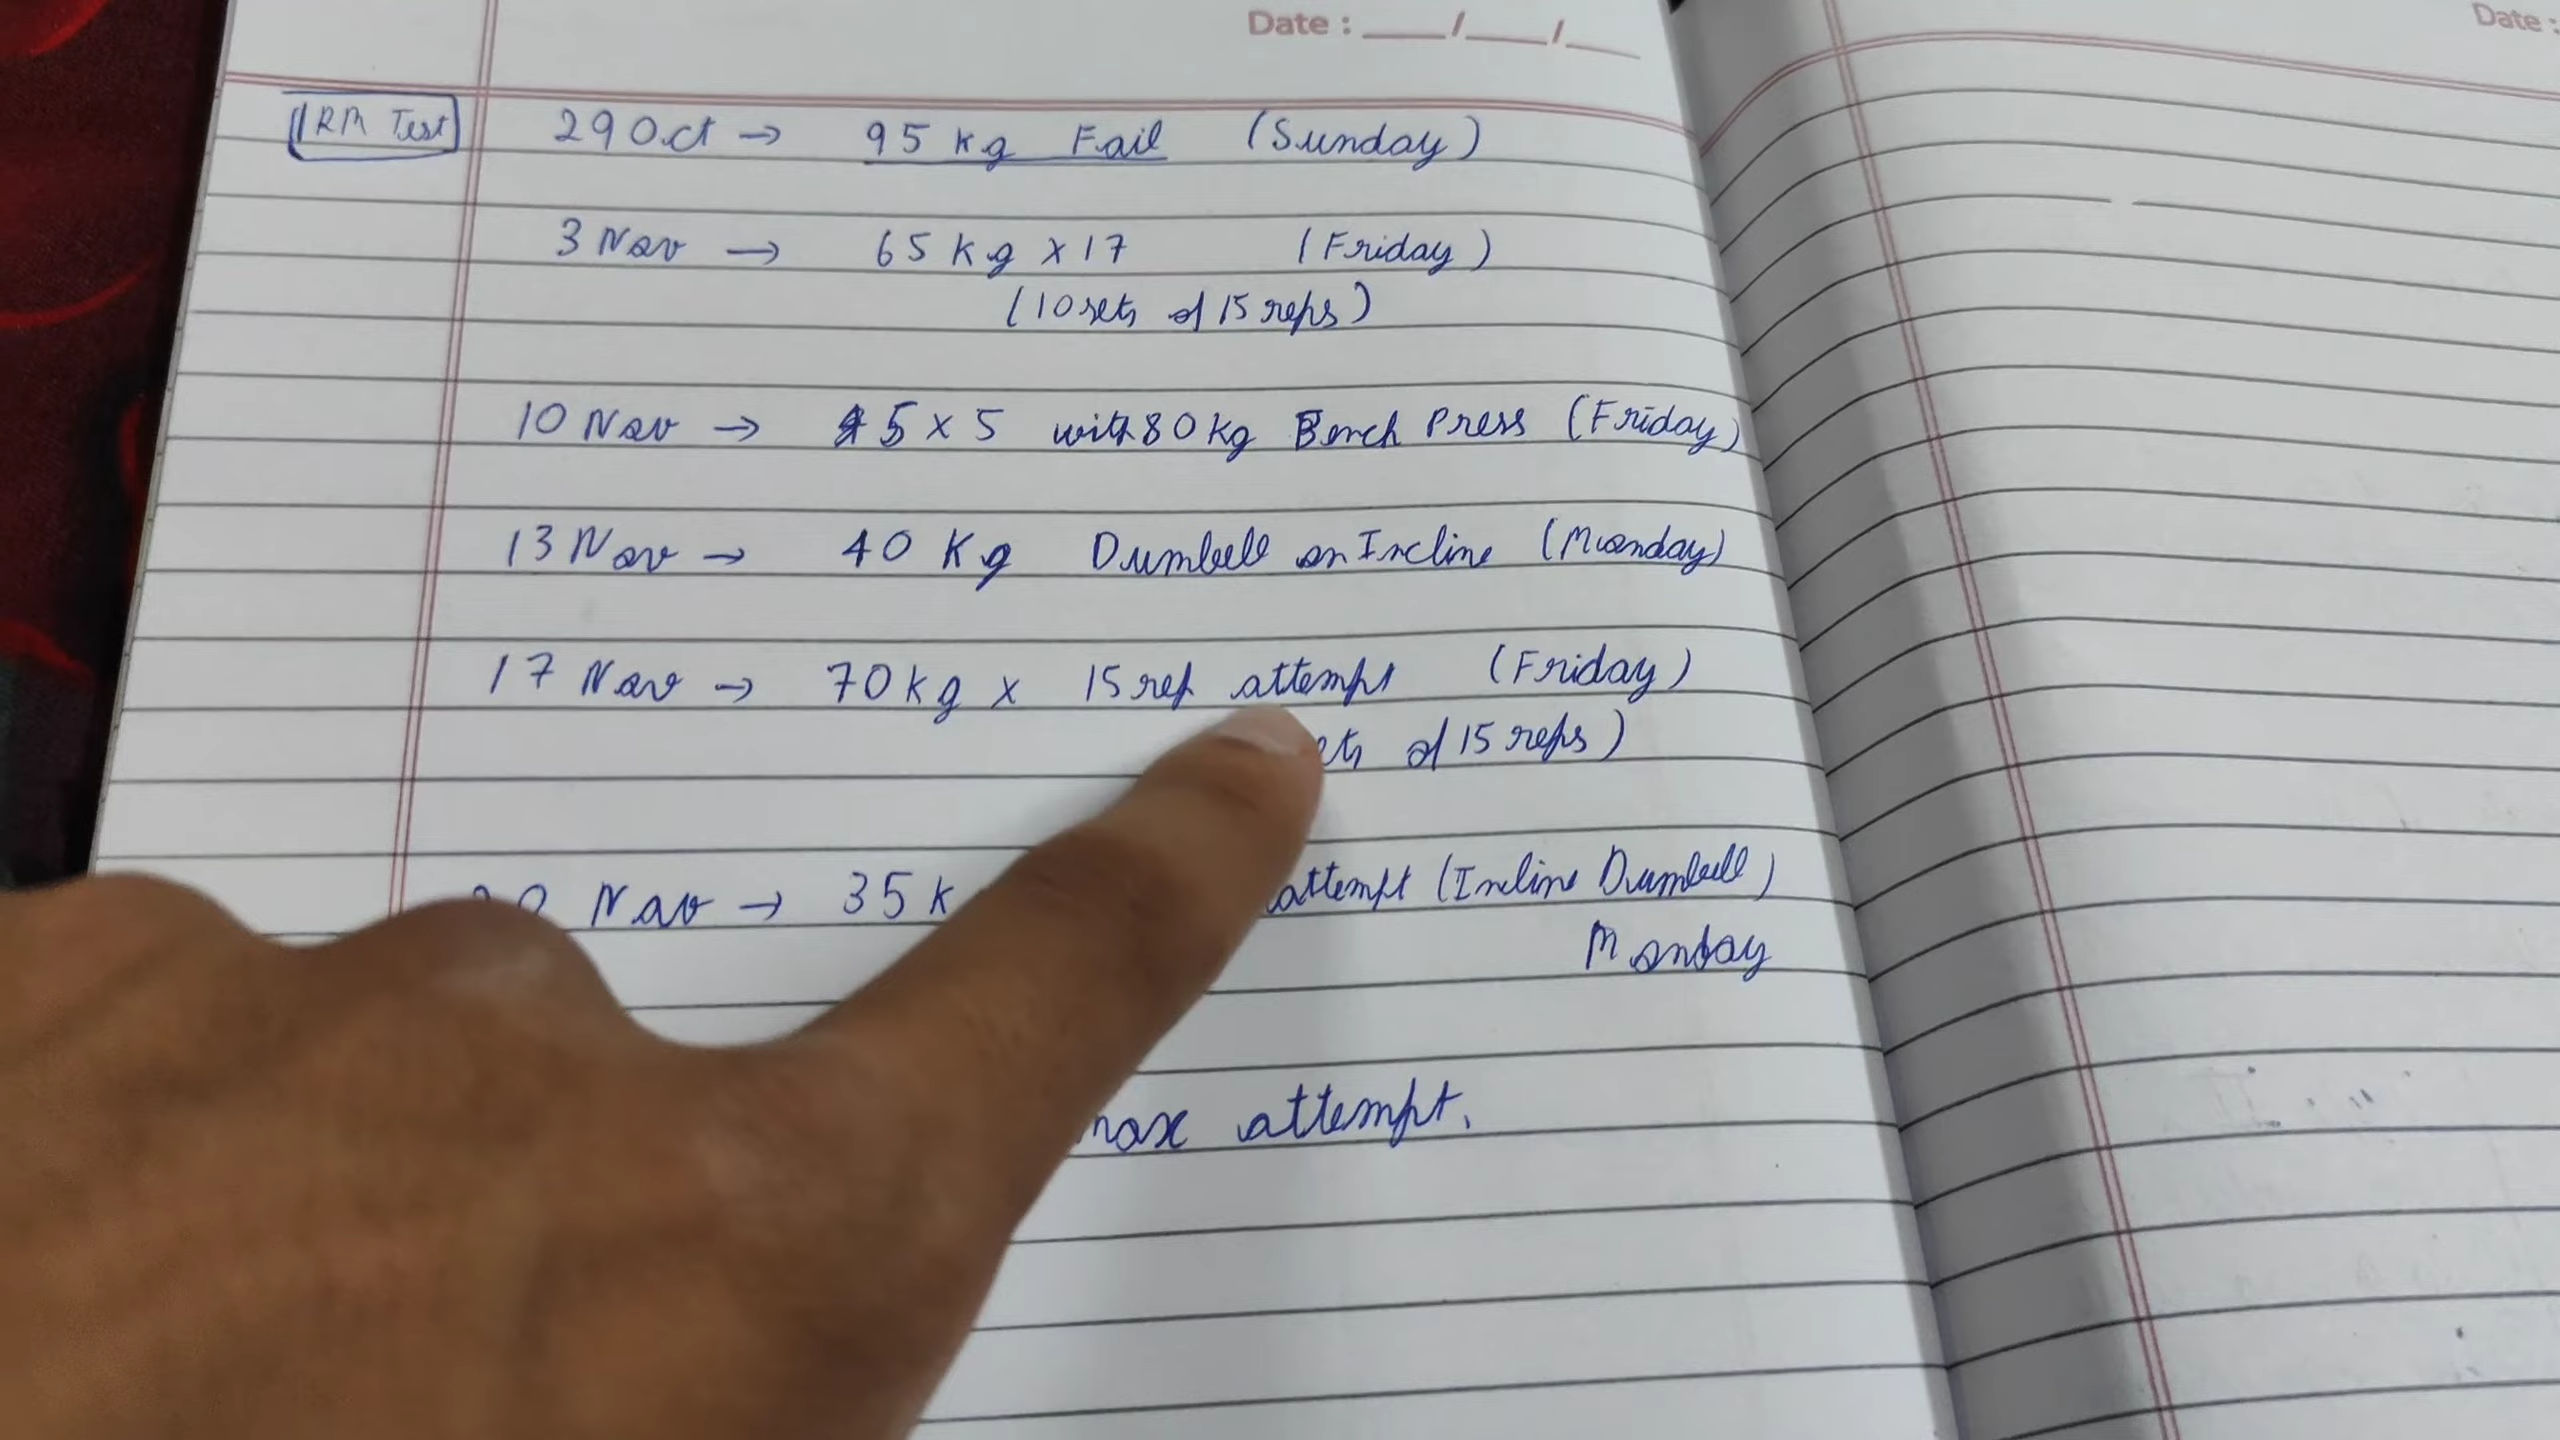 Date : ___/___/___
Date :
1RM Test 29 Oct → 95 kg Fail (Sunday)
3 Nov → 65 kg x 17 (Friday)
(10 sets of 15 reps)
10 Nov → 5 x 5 with 80 kg Bench Press (Friday)
13 Nov → 40 Kg Dumbell on Incline (Monday)
17 Nov → 70 kg x 15 rep attempt (Friday)
of 15 reps)
Nov → 35 k attempt (Incline Dumbell)
Monday
attempt.